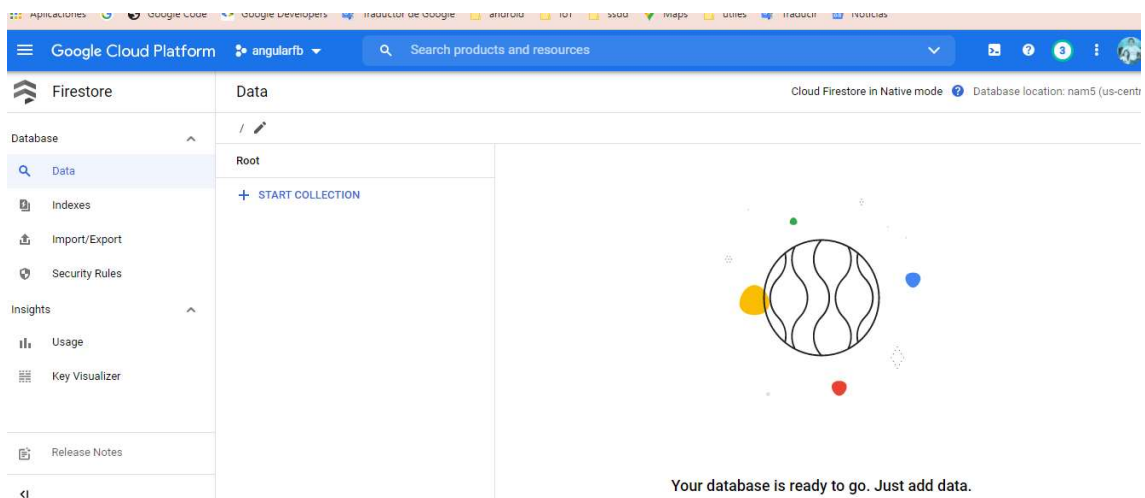 Aplicaciones G Google Code Google Developers Traductor de Google android IoT ssdd Maps utiles Traducir Noticias
Google Cloud Platform angularfb Search products and resources 3
Firestore Data Cloud Firestore in Native mode Database location: nam5 (us-centr
Database /
Root
Data
+ START COLLECTION
Indexes
Import/Export
Security Rules
Insights
Usage
Key Visualizer
Release Notes
Your database is ready to go. Just add data.